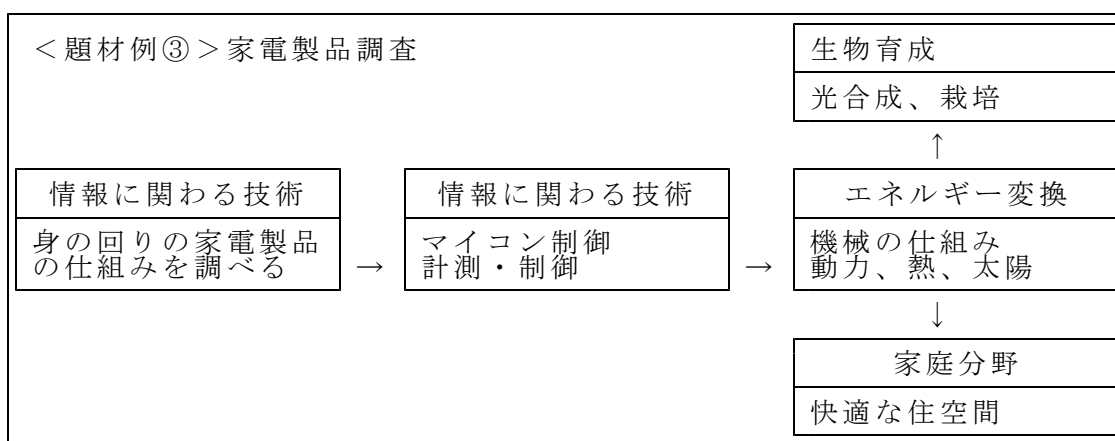 ＜題材例③＞家電製品調査
生物育成
光合成、栽培
↑
情報に関わる技術
身の回りの家電製品
の仕組みを調べる
→
情報に関わる技術
マイコン制御
計測・制御
→
エネルギー変換
機械の仕組み
動力、熱、太陽
↓
家庭分野
快適な住空間